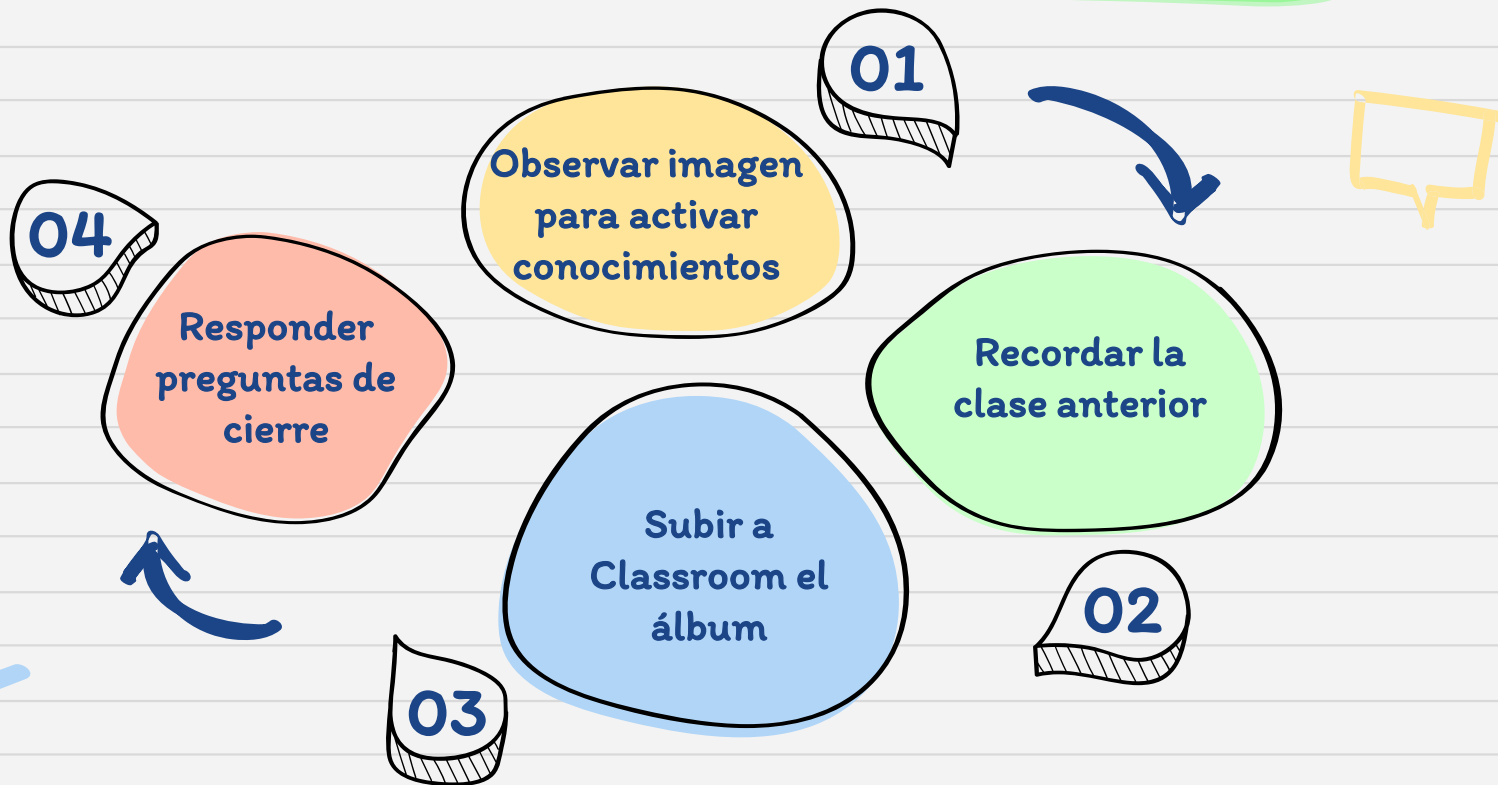 01
Observar imagen
para activar
conocimientos
Recordar la
clase anterior
02
Subir a
Classroom el
álbum
03
04
Responder
preguntas de
cierre